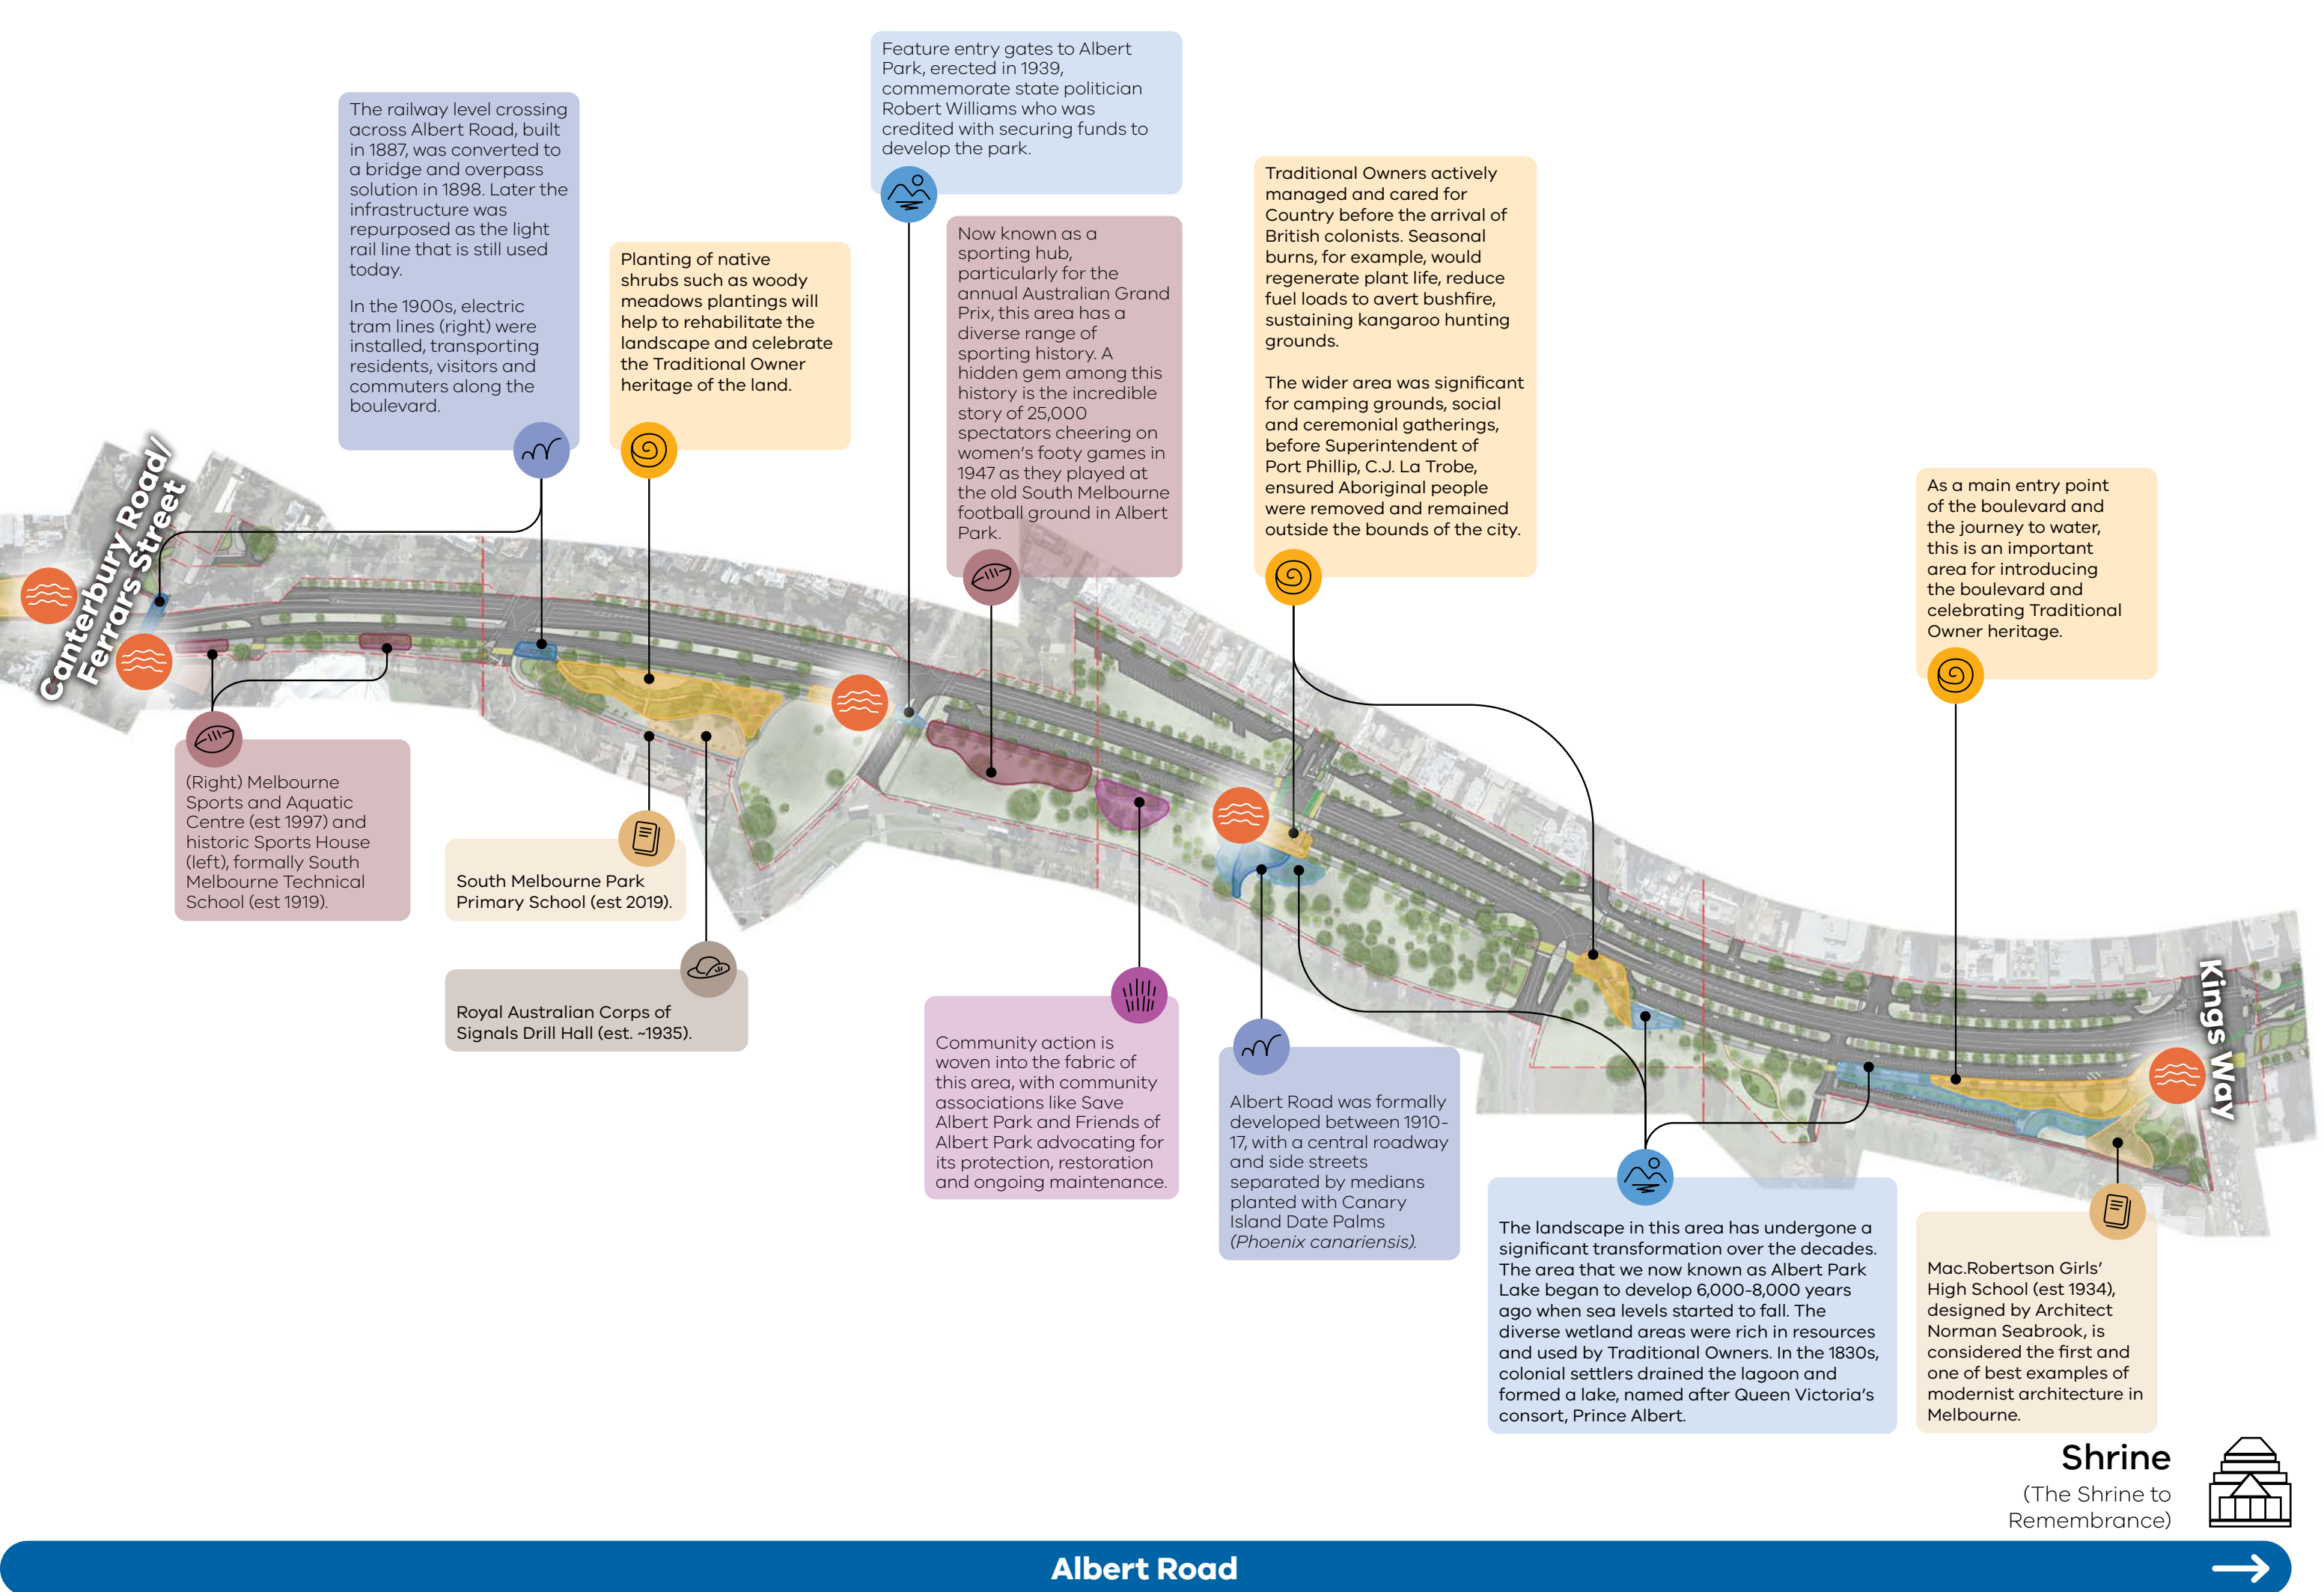 Feature entry gates to Albert
Park, erected in 1939,
commemorate state politician
Robert Williams who was
credited with securing funds to
develop the park.
The railway level crossing
across Albert Road, built
in 1887, was converted to
a bridge and overpass
solution in 1898. Later the
infrastructure was
repurposed as the light
rail line that is still used
today.
In the 1900s, electric
tram lines (right) were
installed, transporting
residents, visitors and
commuters along the
boulevard.
Planting of native
shrubs such as woody
meadows plantings will
help to rehabilitate the
landscape and celebrate
the Traditional Owner
heritage of the land.
Now known as a
sporting hub,
particularly for the
annual Australian Grand
Prix, this area has a
diverse range of
sporting history. A
hidden gem among this
history is the incredible
story of 25,000
spectators cheering on
women's footy games in
1947 as they played at
the old South Melbourne
football ground in Albert
Park.
Traditional Owners actively
managed and cared for
Country before the arrival of
British colonists. Seasonal
burns, for example, would
regenerate plant life, reduce
fuel loads to avert bushfire,
sustaining kangaroo hunting
grounds.
The wider area was significant
for camping grounds, social
and ceremonial gatherings,
before Superintendent of
Port Phillip, C.J. La Trobe,
ensured Aboriginal people
were removed and remained
outside the bounds of the city.
As a main entry point
of the boulevard and
the journey to water,
this is an important
area for introducing
the boulevard and
celebrating Traditional
Owner heritage.
Canterbury Road/
Ferrars Street
Kings Way
(Right) Melbourne
Sports and Aquatic
Centre (est 1997) and
historic Sports House
(left), formally South
Melbourne Technical
School (est 1919).
South Melbourne Park
Primary School (est 2019).
Royal Australian Corps of
Signals Drill Hall (est. ~1935).
Community action is
woven into the fabric of
this area, with community
associations like Save
Albert Park and Friends of
Albert Park advocating for
its protection, restoration
and ongoing maintenance.
Albert Road was formally
developed between 1910-
17, with a central roadway
and side streets
separated by medians
planted with Canary
Island Date Palms
(Phoenix canariensis).
The landscape in this area has undergone a
significant transformation over the decades.
The area that we now known as Albert Park
Lake began to develop 6,000-8,000 years
ago when sea levels started to fall. The
diverse wetland areas were rich in resources
and used by Traditional Owners. In the 1830s,
colonial settlers drained the lagoon and
formed a lake, named after Queen Victoria's
consort, Prince Albert.
Mac.Robertson Girls'
High School (est 1934),
designed by Architect
Norman Seabrook, is
considered the first and
one of best examples of
modernist architecture in
Melbourne.
Shrine
(The Shrine to
Remembrance)
Albert Road